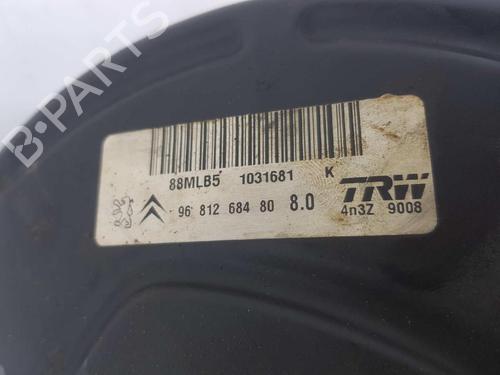 B-PARTS
88MLB5 1031681 K
TRW
96 812 684 80 8.0
4n3Z 9008